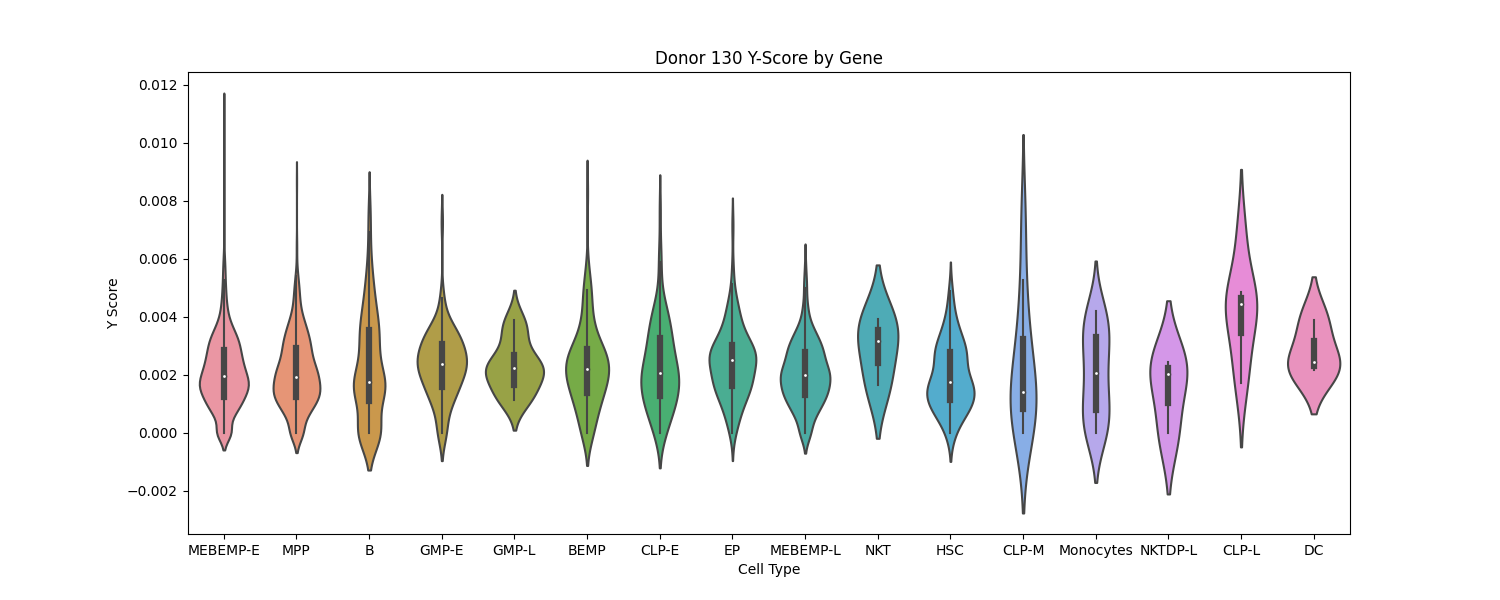 Donor 130 Y-Score by Gene
Y Score
0.012
0.010
0.008
0.006
0.004
0.002
0.000
−0.002
MEBEMP-E MPP B GMP-E GMP-L BEMP CLP-E EP MEBEMP-L NKT HSC CLP-M Monocytes NKTDP-L CLP-L DC
Cell Type